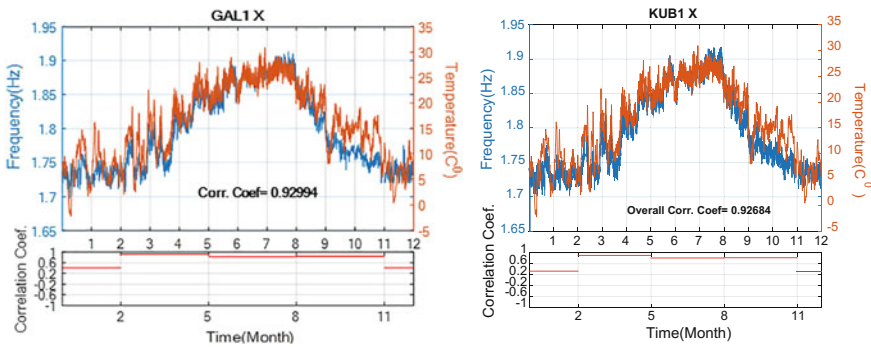 GAL1 X
1.95
1.9
1.85
1.8
1.75
1.7
1.65
Frequency(Hz)
35
30
25
20
15
10
5
0
-5
Temperature(C⁰)
Corr. Coef= 0.92994
1 2 3 4 5 6 7 8 9 10 11 12
Correlation Coef.
1
0.6
0.2
-0.2
-0.6
-1
2 5 8 11
Time(Month)
KUB1 X
1.95
1.9
1.85
1.8
1.75
1.7
1.65
Frequency(Hz)
35
30
25
20
15
10
5
0
-5
Temperature(C⁰)
Overall Corr. Coef= 0.92684
1 2 3 4 5 6 7 8 9 10 11 12
Correlation Coef.
1
0.6
0.2
-0.2
-0.6
-1
2 5 8 11
Time(Month)